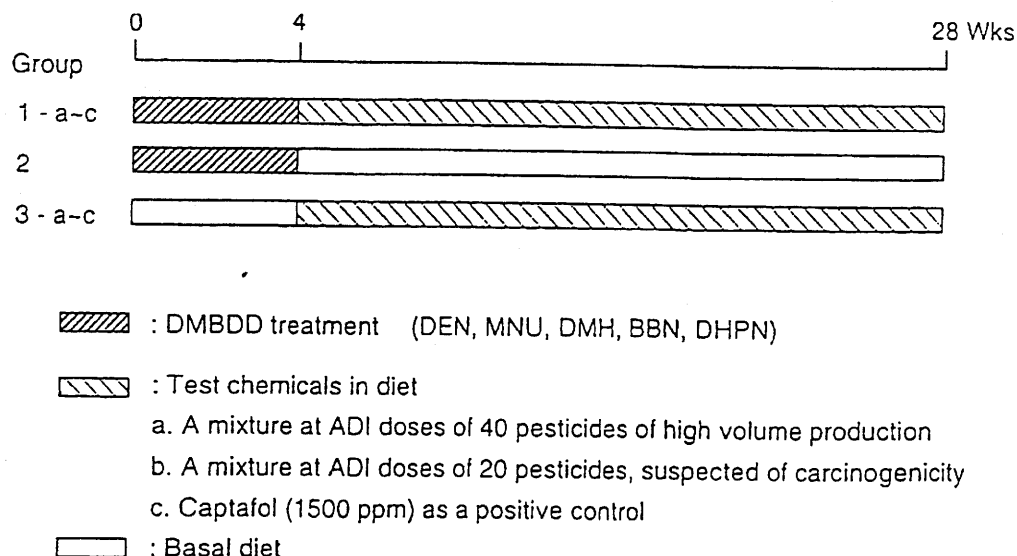 0 4 28 Wks
Group
1 - a~c
2
3 - a~c
: DMBDD treatment (DEN, MNU, DMH, BBN, DHPN)
: Test chemicals in diet
a. A mixture at ADI doses of 40 pesticides of high volume production
b. A mixture at ADI doses of 20 pesticides, suspected of carcinogenicity
c. Captafol (1500 ppm) as a positive control
: Basal diet